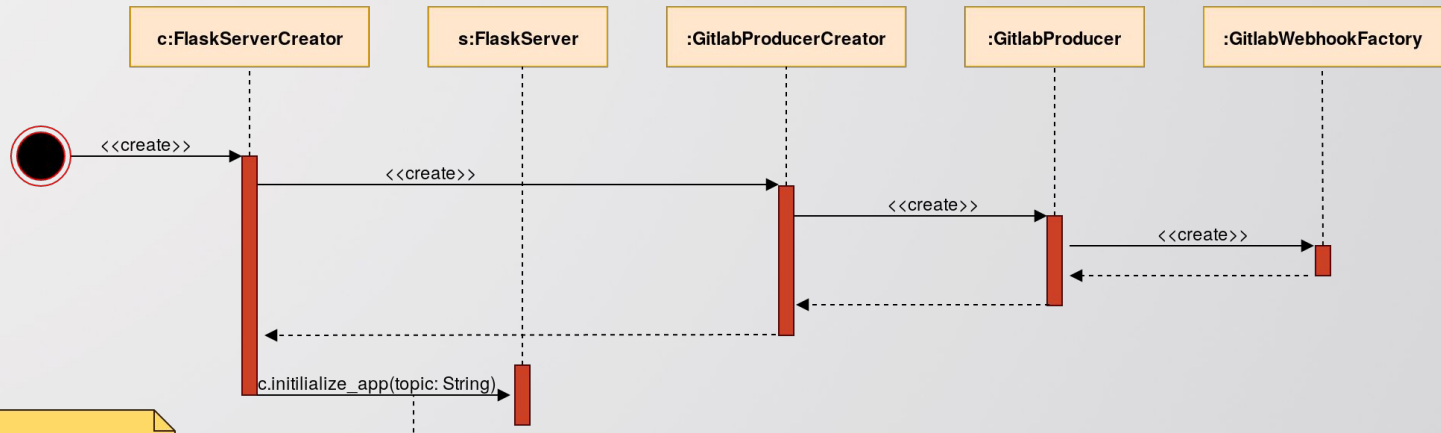 c:FlaskServerCreator
s:FlaskServer
:GitlabProducerCreator
:GitlabProducer
:GitlabWebhookFactory
<<create>>
<<create>>
<<create>>
<<create>>
c.initilialize_app(topic: String)